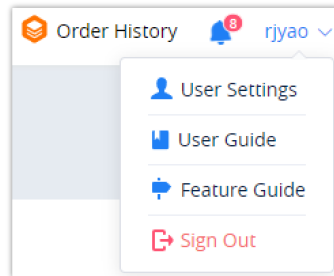 Order History 8 rjyao
User Settings
User Guide
Feature Guide
Sign Out